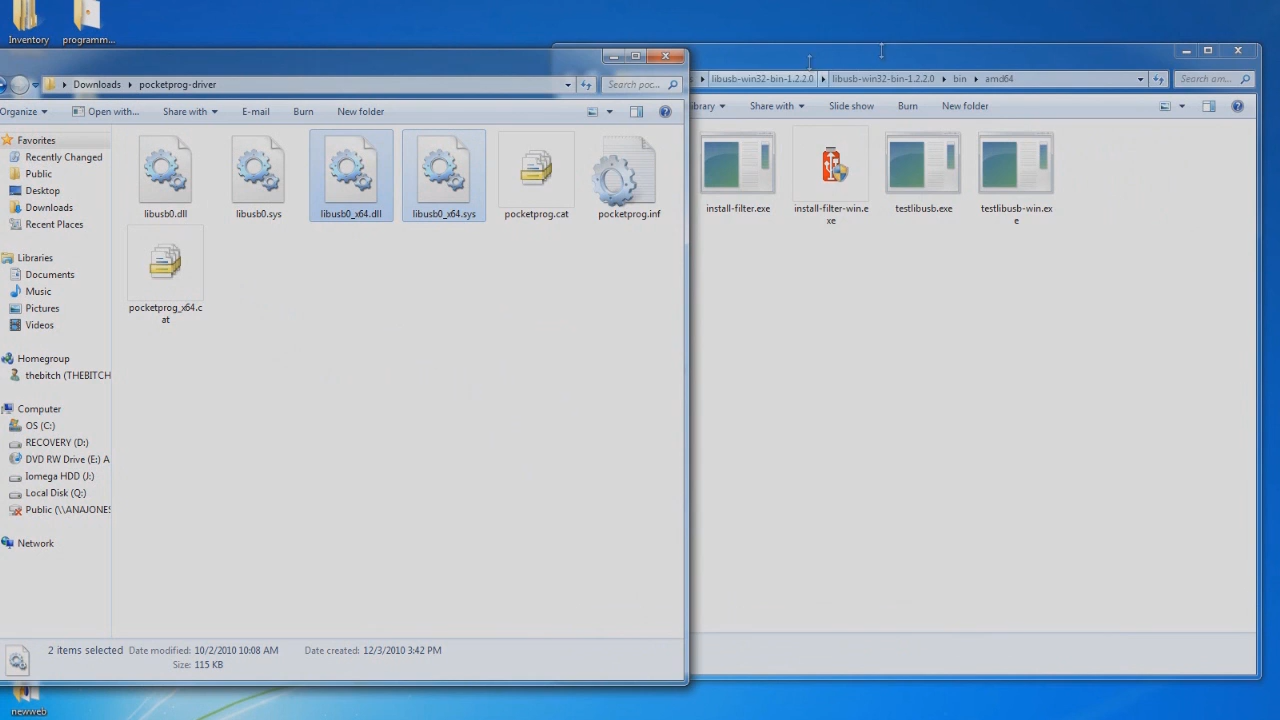 Inventory
programm...
Downloads
pocketprog-driver
Search poc...
Organize
Open with...
Share with
E-mail
Burn
New folder
Favorites
Recently Changed
Public
Desktop
Downloads
Recent Places
Libraries
Documents
Music
Pictures
Videos
Homegroup
thebitch (THEBITCH
Computer
OS (C:)
RECOVERY (D:)
DVD RW Drive (E:) A
Iomega HDD (J:)
Local Disk (Q:)
Public (\\ANAJONES
Network
libusb0.dll
libusb0.sys
libusb0_x64.dll
libusb0_x64.sys
pocketprog.cat
pocketprog.inf
pocketprog_x64.c
at
2 items selected
Date modified: 10/2/2010 10:08 AM
Date created: 12/3/2010 3:42 PM
Size: 115 KB
libusb-win32-bin-1.2.2.0
libusb-win32-bin-1.2.2.0
bin
amd64
Search am...
Share with
Slide show
Burn
New folder
install-filter.exe
install-filter-win.e
xe
testlibusb.exe
testlibusb-win.ex
e
newweb